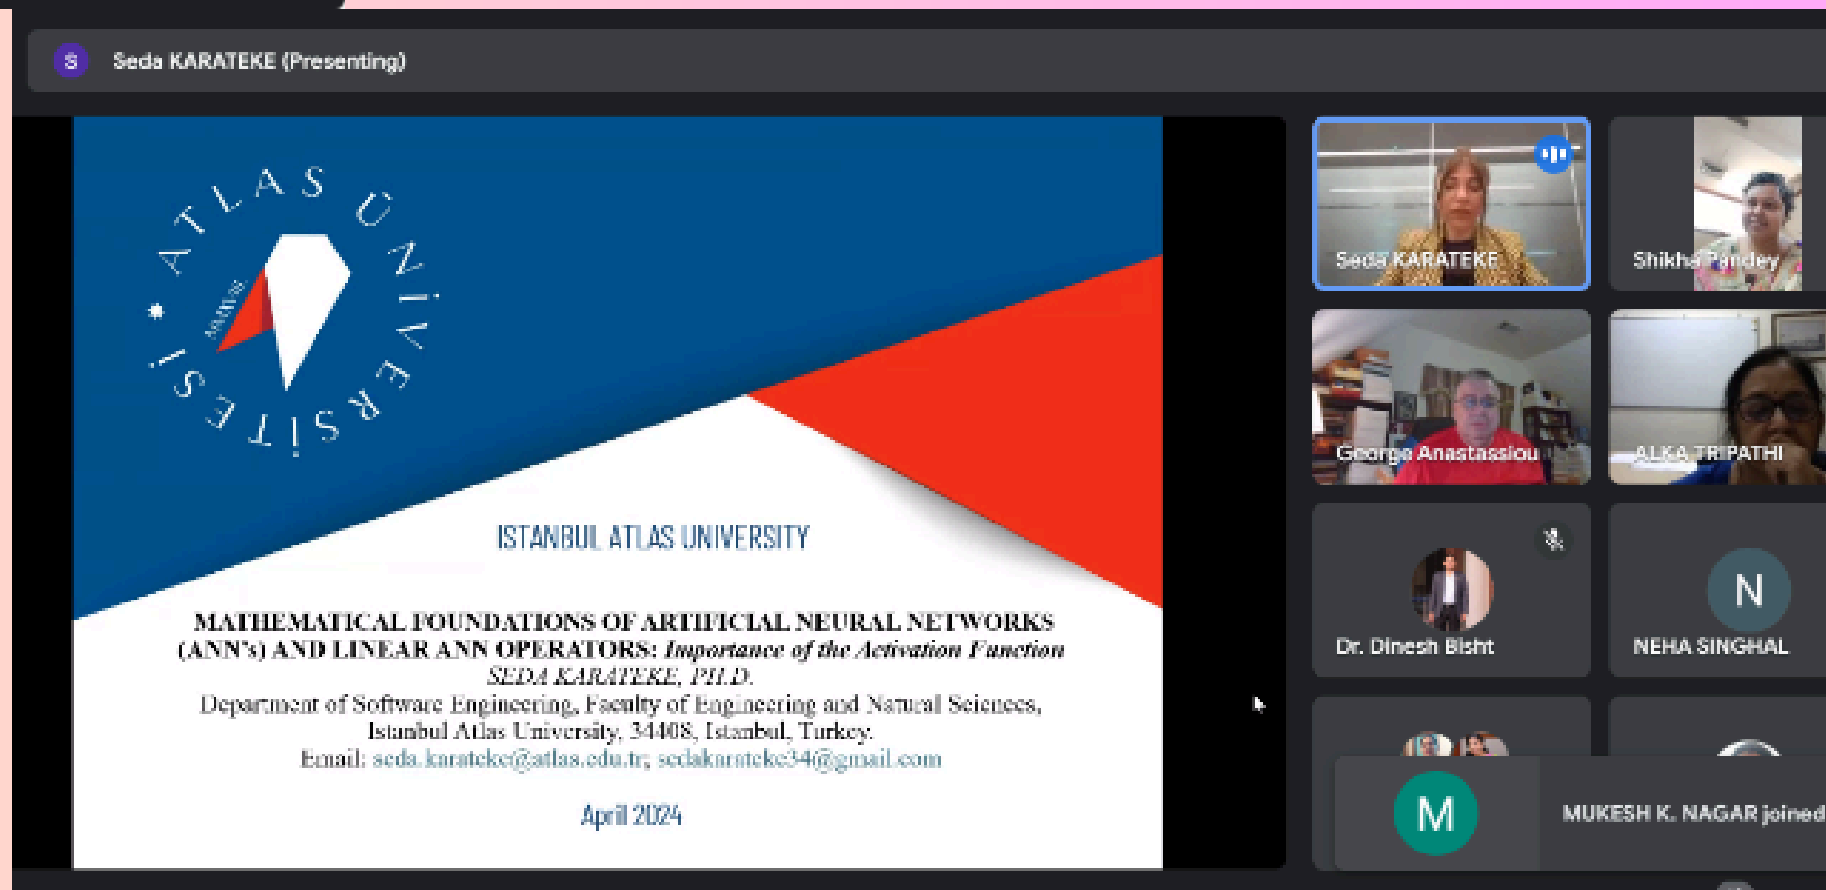 S
Seda KARATEKE (Presenting)
ATLAS ÜNİVERSİTESİ
ISTANBUL ATLAS UNIVERSITY
MATHEMATICAL FOUNDATIONS OF ARTIFICIAL NEURAL NETWORKS
(ANN's) AND LINEAR ANN OPERATORS: Importance of the Activation Function
SEDA KARATEKE, PH.D.
Department of Software Engineering, Faculty of Engineering and Natural Sciences,
Istanbul Atlas University, 34408, Istanbul, Turkey.
Email: seda.karateke@atlas.edu.tr; sedakarateke34@gmail.com
April 2024
Seda KARATEKE
Shikha Pandey
George Anastassiou
ALKA TRIPATHI
Dr. Dinesh Bisht
N
NEHA SINGHAL
M
MUKESH K. NAGAR joined